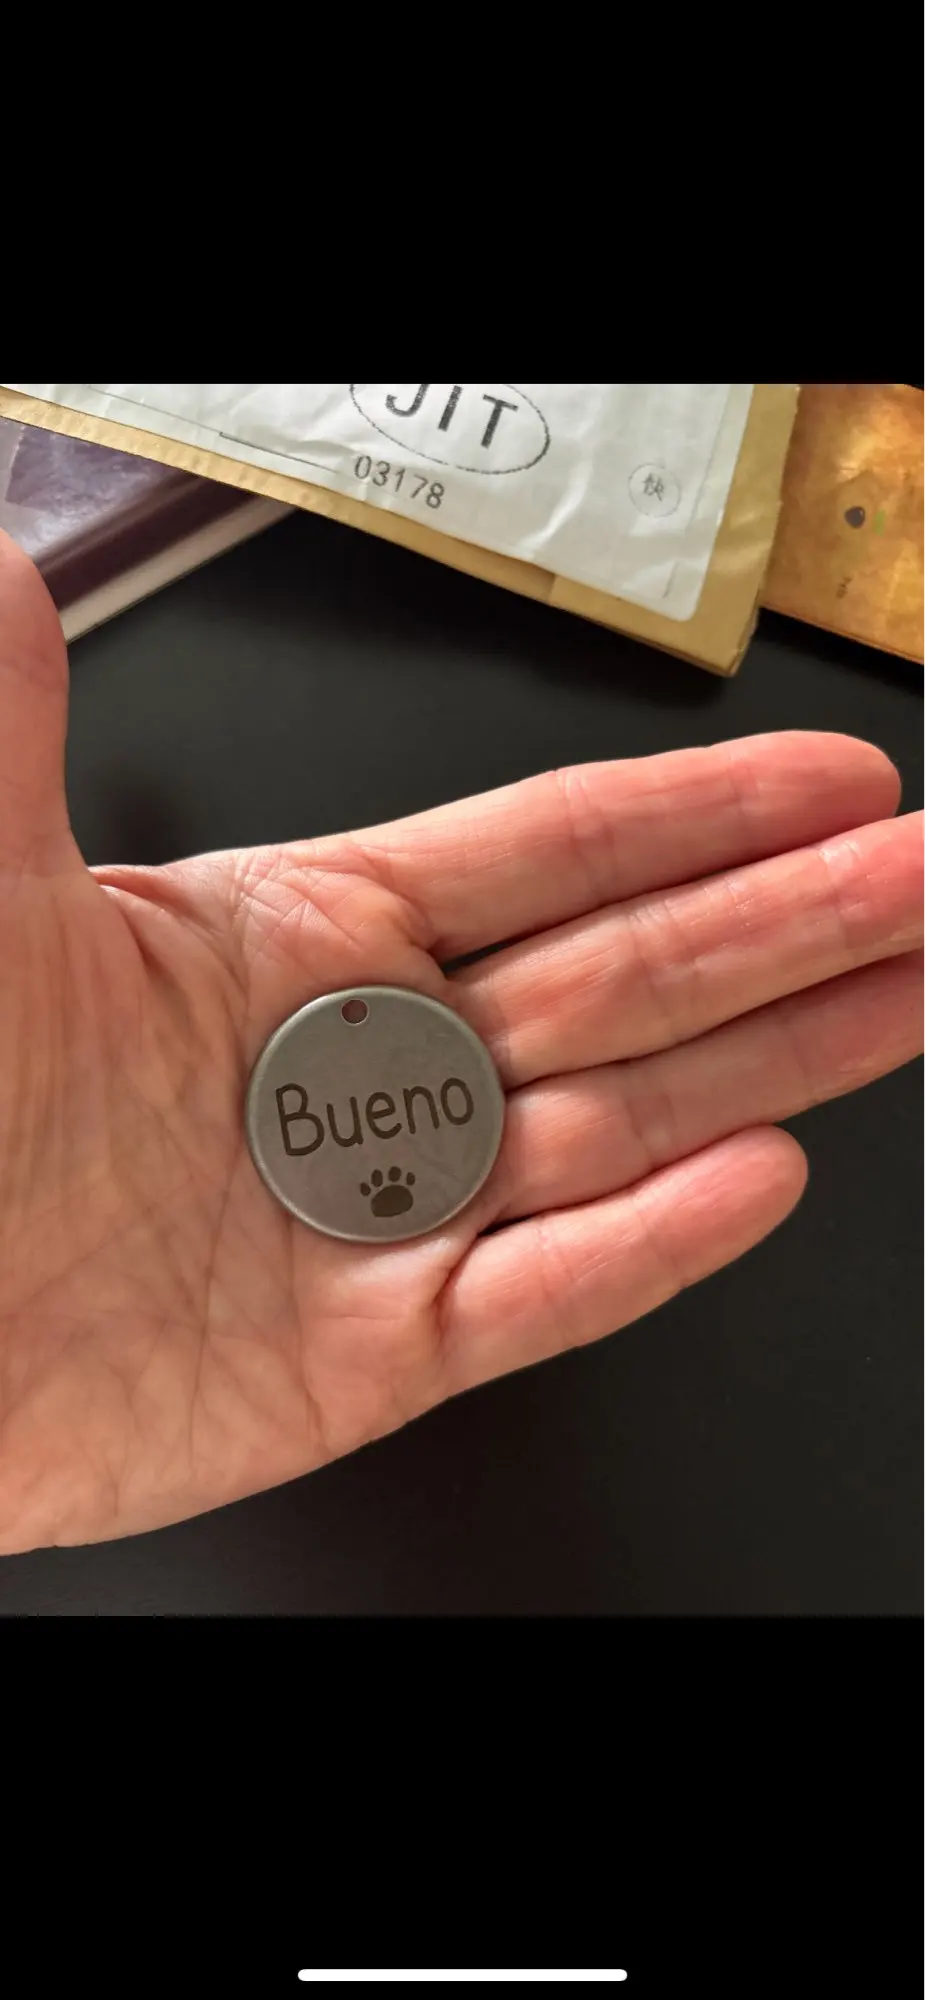 JIT
03178
快
Bueno